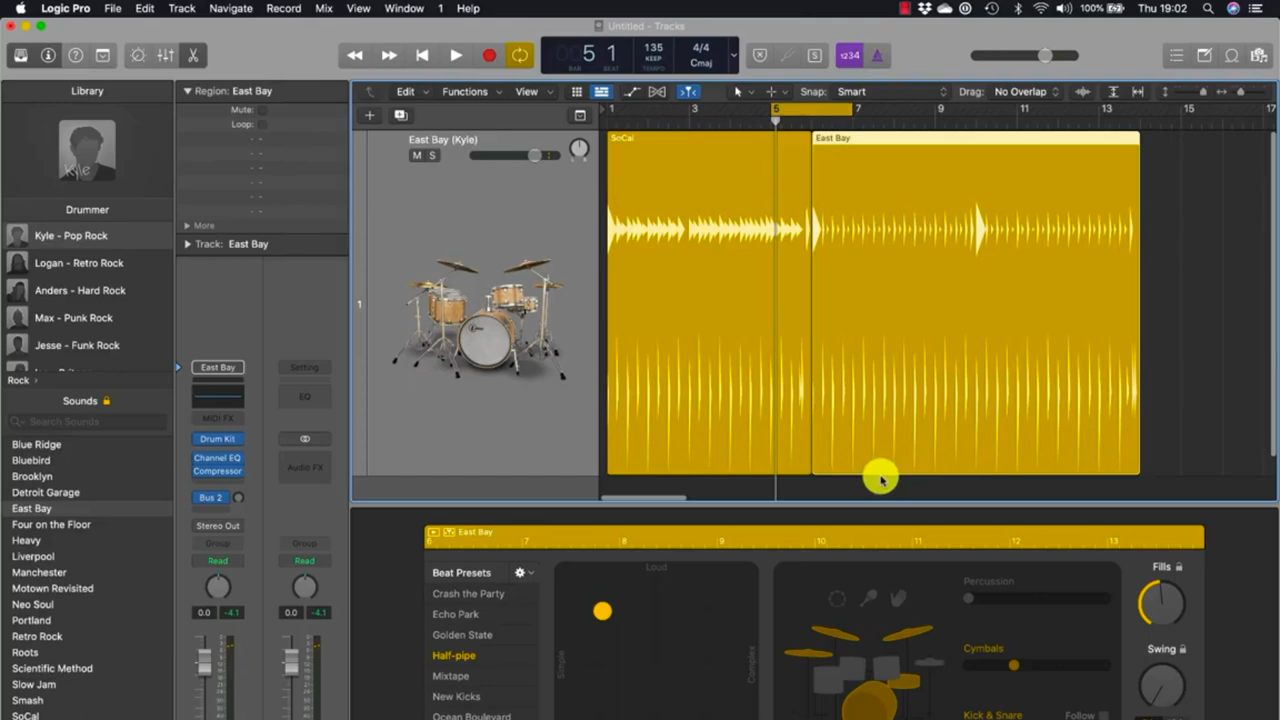 Logic Pro File Edit Track Navigate Record Mix View Window 1 Help 100% Thu 19:02
Untitled - Tracks
5 1 135 4/4
BAR BEAT KEEP TEMPO Cmaj
S 1234
Library
Region: East Bay
Edit Functions View Snap: Smart Drag: No Overlap
Mute:
Loop:
1 3 5 7 9 11 13 15 17
East Bay (Kyle)
M S
SoCal
East Bay
Kyle
Drummer
More
Track: East Bay
Kyle - Pop Rock
Logan - Retro Rock
Anders - Hard Rock
Max - Punk Rock
Jesse - Funk Rock
1
Rock
Sounds
Search Sounds
Blue Ridge
Bluebird
Brooklyn
Detroit Garage
East Bay
Four on the Floor
Heavy
Liverpool
Manchester
Motown Revisited
Neo Soul
Portland
Retro Rock
Roots
Scientific Method
Slow Jam
Smash
SoCal
East Bay Setting
EQ
MIDI FX
Drum Kit
Channel EQ
Compressor
Audio FX
Bus 2
Stereo Out
Group Group
Read Read
0.0 -4.1 0.0 -4.1
East Bay
6 7 8 9 10 11 12 13
Beat Presets
Crash the Party
Echo Park
Golden State
Half-pipe
Mixtape
New Kicks
Ocean Boulevard
Loud
Simple
Complex
Percussion
Cymbals
Kick & Snare Follow
Fills
Swing